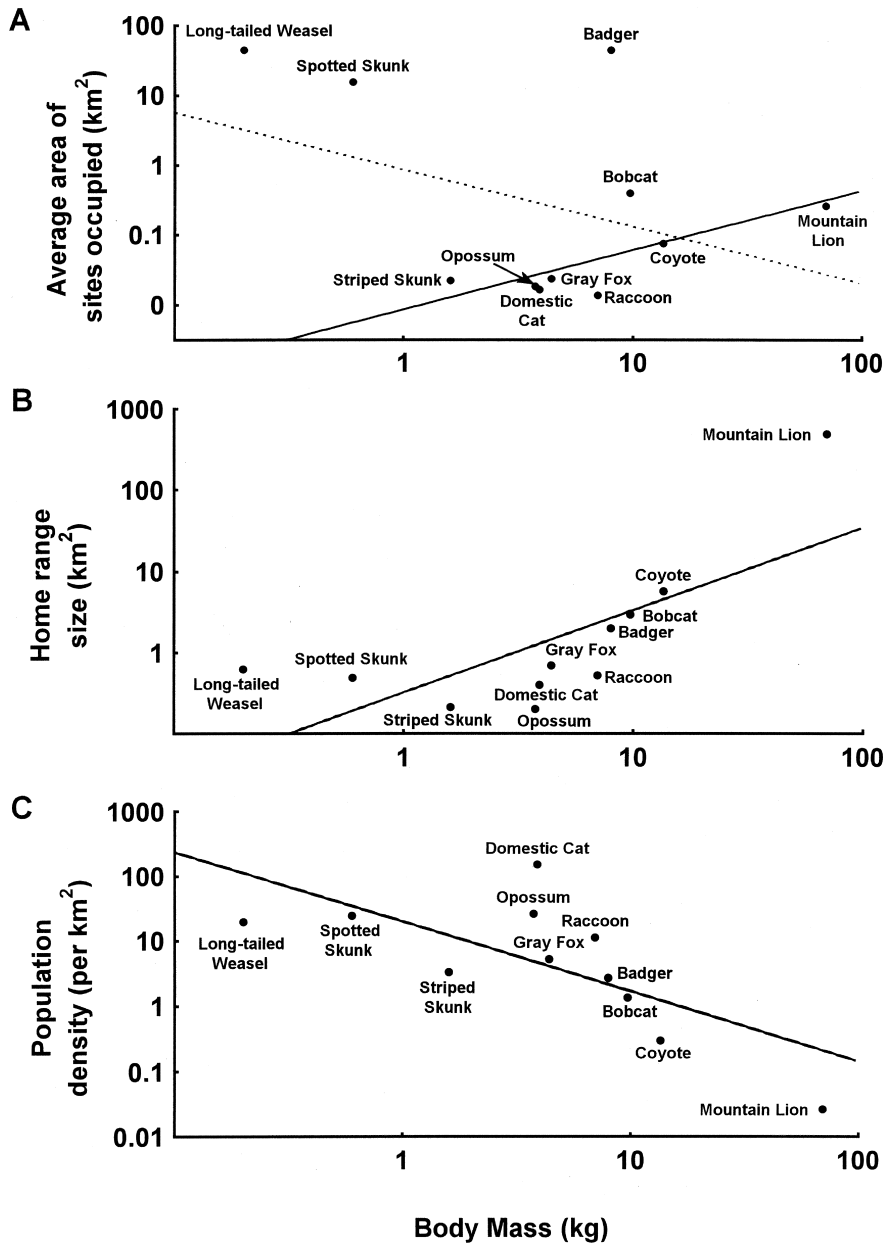 A
Average area of
sites occupied (km2)
100
10
1
0.1
0
Long-tailed Weasel
Spotted Skunk
Badger
Bobcat
Mountain
Lion
Coyote
Opossum
Striped Skunk
Gray Fox
Raccoon
Domestic
Cat
1
10
100
B
Home range
size (km2)
1000
100
10
1
Mountain Lion
Coyote
Bobcat
Badger
Gray Fox
Raccoon
Spotted Skunk
Long-tailed
Weasel
Domestic Cat
Striped Skunk
Opossum
1
10
100
C
Population
density (per km2)
1000
100
10
1
0.1
0.01
Domestic Cat
Opossum
Raccoon
Gray Fox
Spotted
Skunk
Long-tailed
Weasel
Striped
Skunk
Badger
Bobcat
Coyote
Mountain Lion
1
10
100
Body Mass (kg)